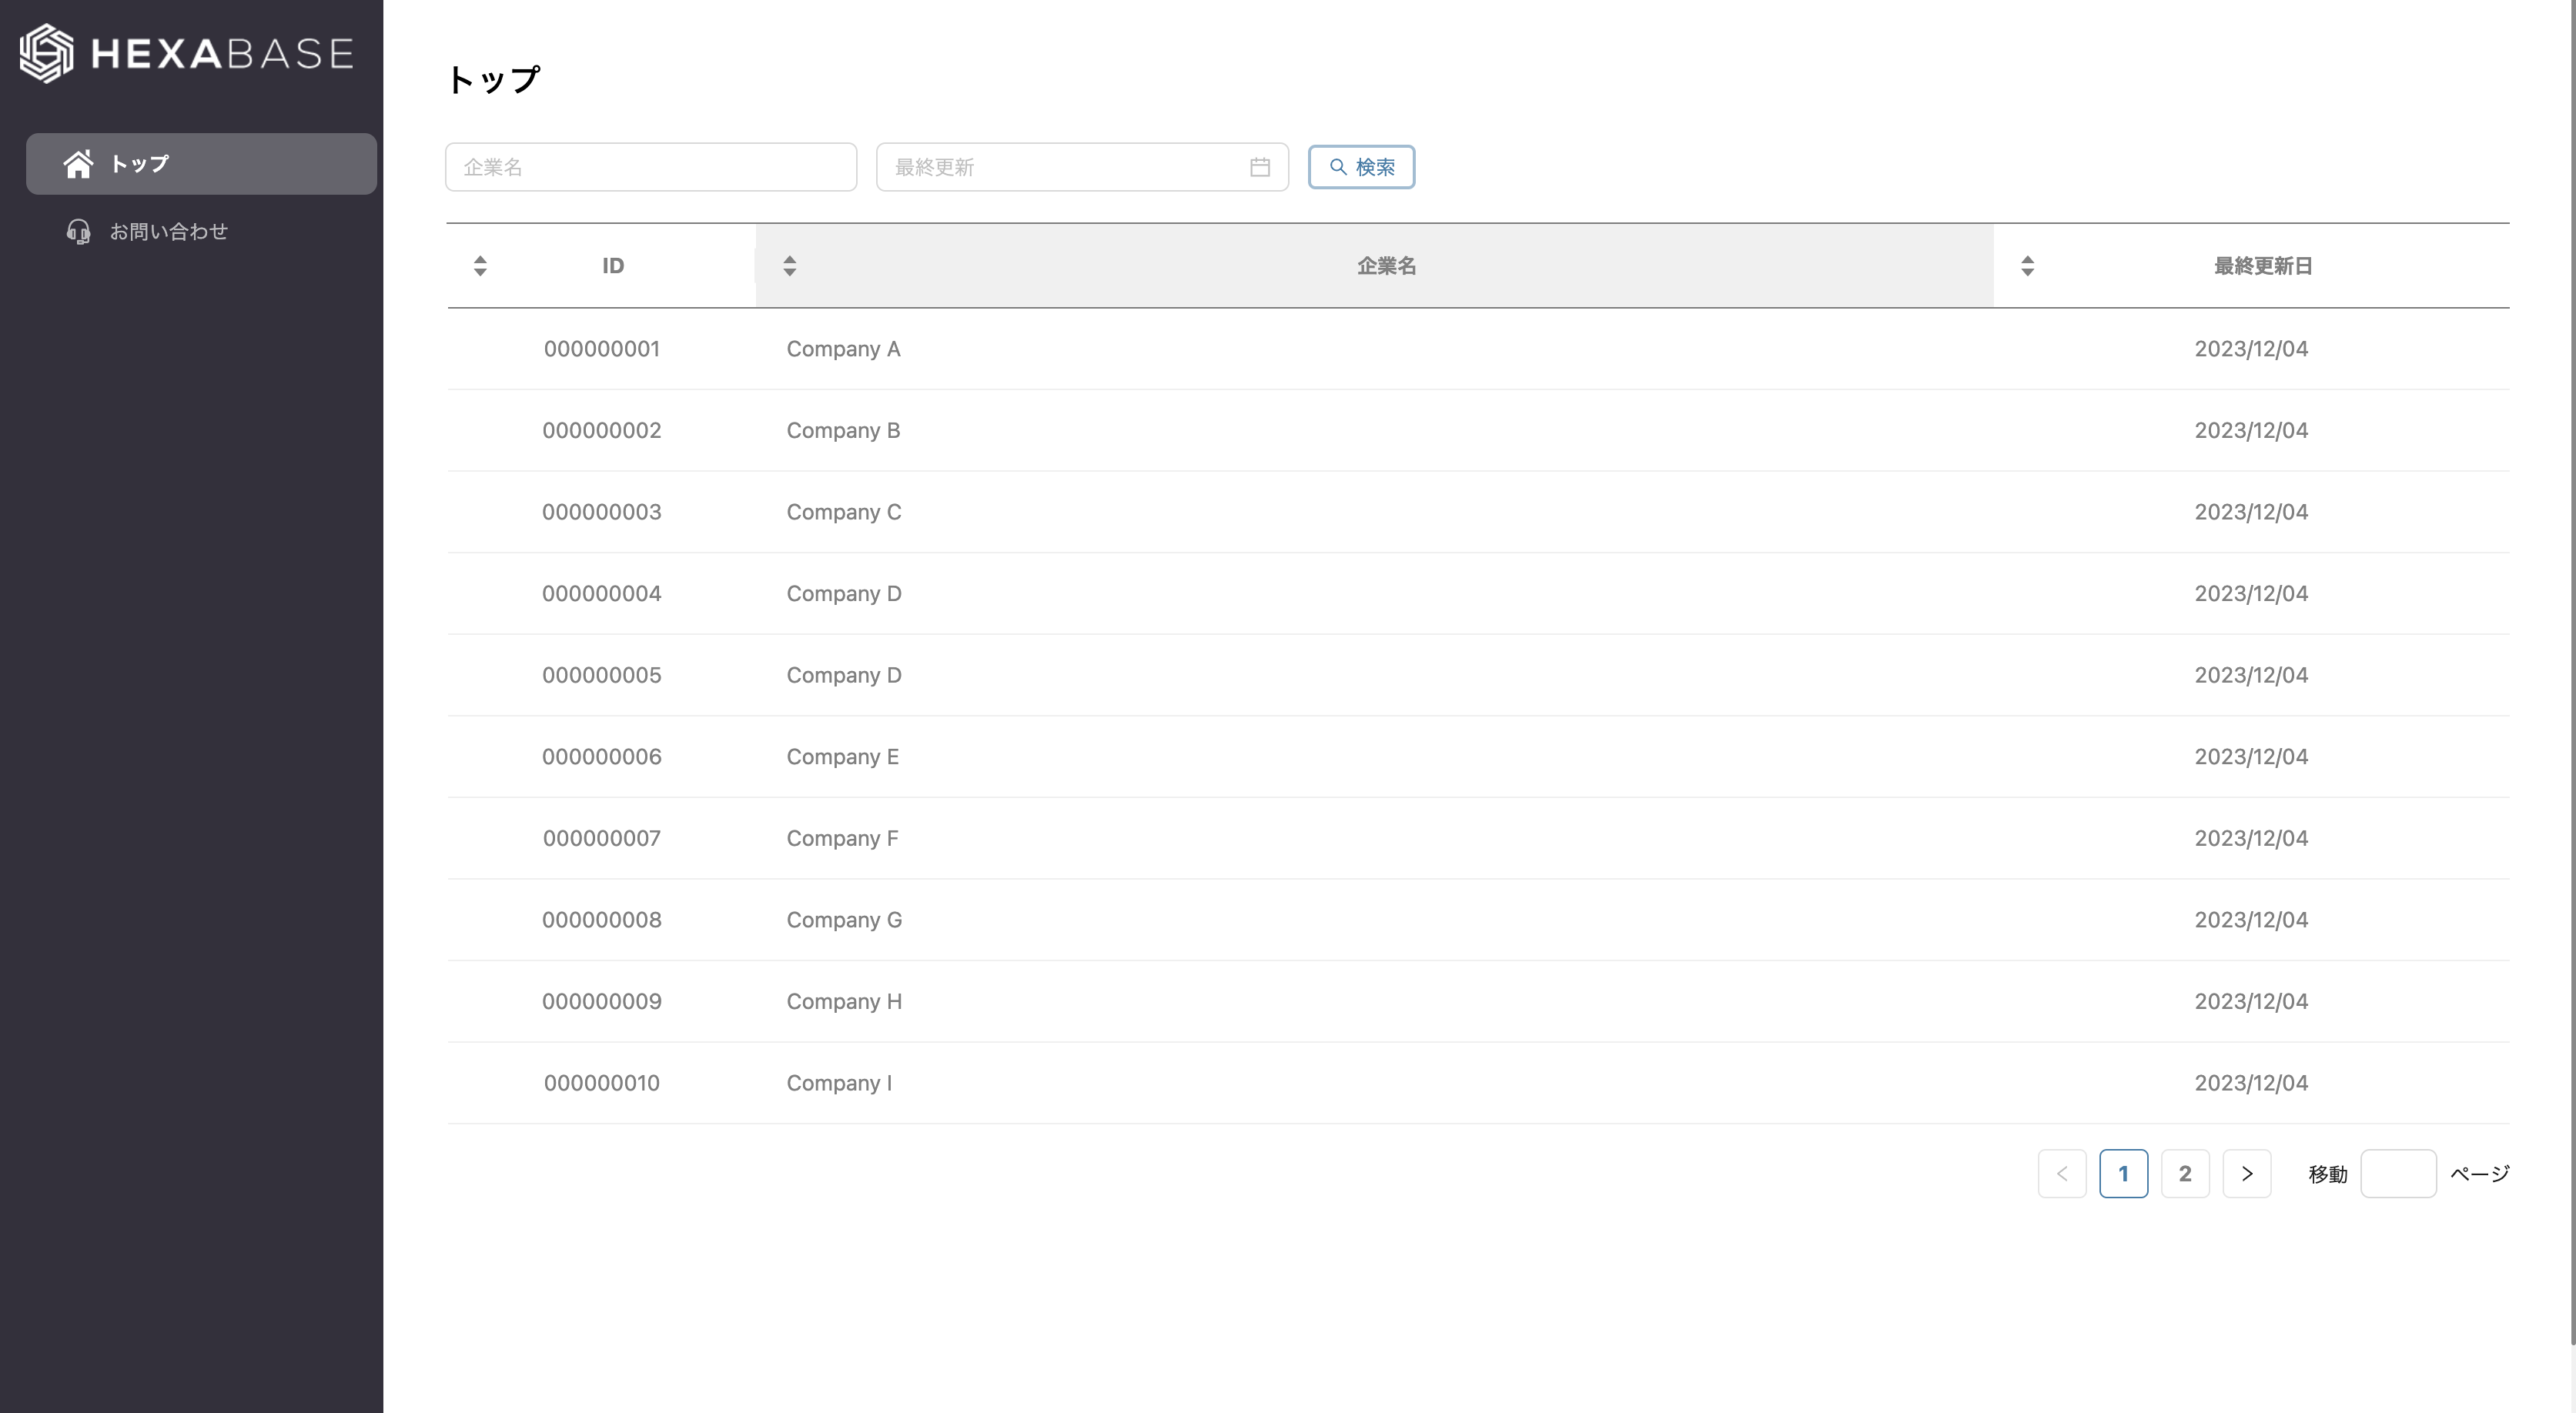 HEXABASE
トップ
お問い合わせ
トップ
企業名
最終更新
検索
ID 企業名 最終更新日
000000001 Company A 2023/12/04
000000002 Company B 2023/12/04
000000003 Company C 2023/12/04
000000004 Company D 2023/12/04
000000005 Company D 2023/12/04
000000006 Company E 2023/12/04
000000007 Company F 2023/12/04
000000008 Company G 2023/12/04
000000009 Company H 2023/12/04
000000010 Company I 2023/12/04
< 1 2 > 移動 ページ